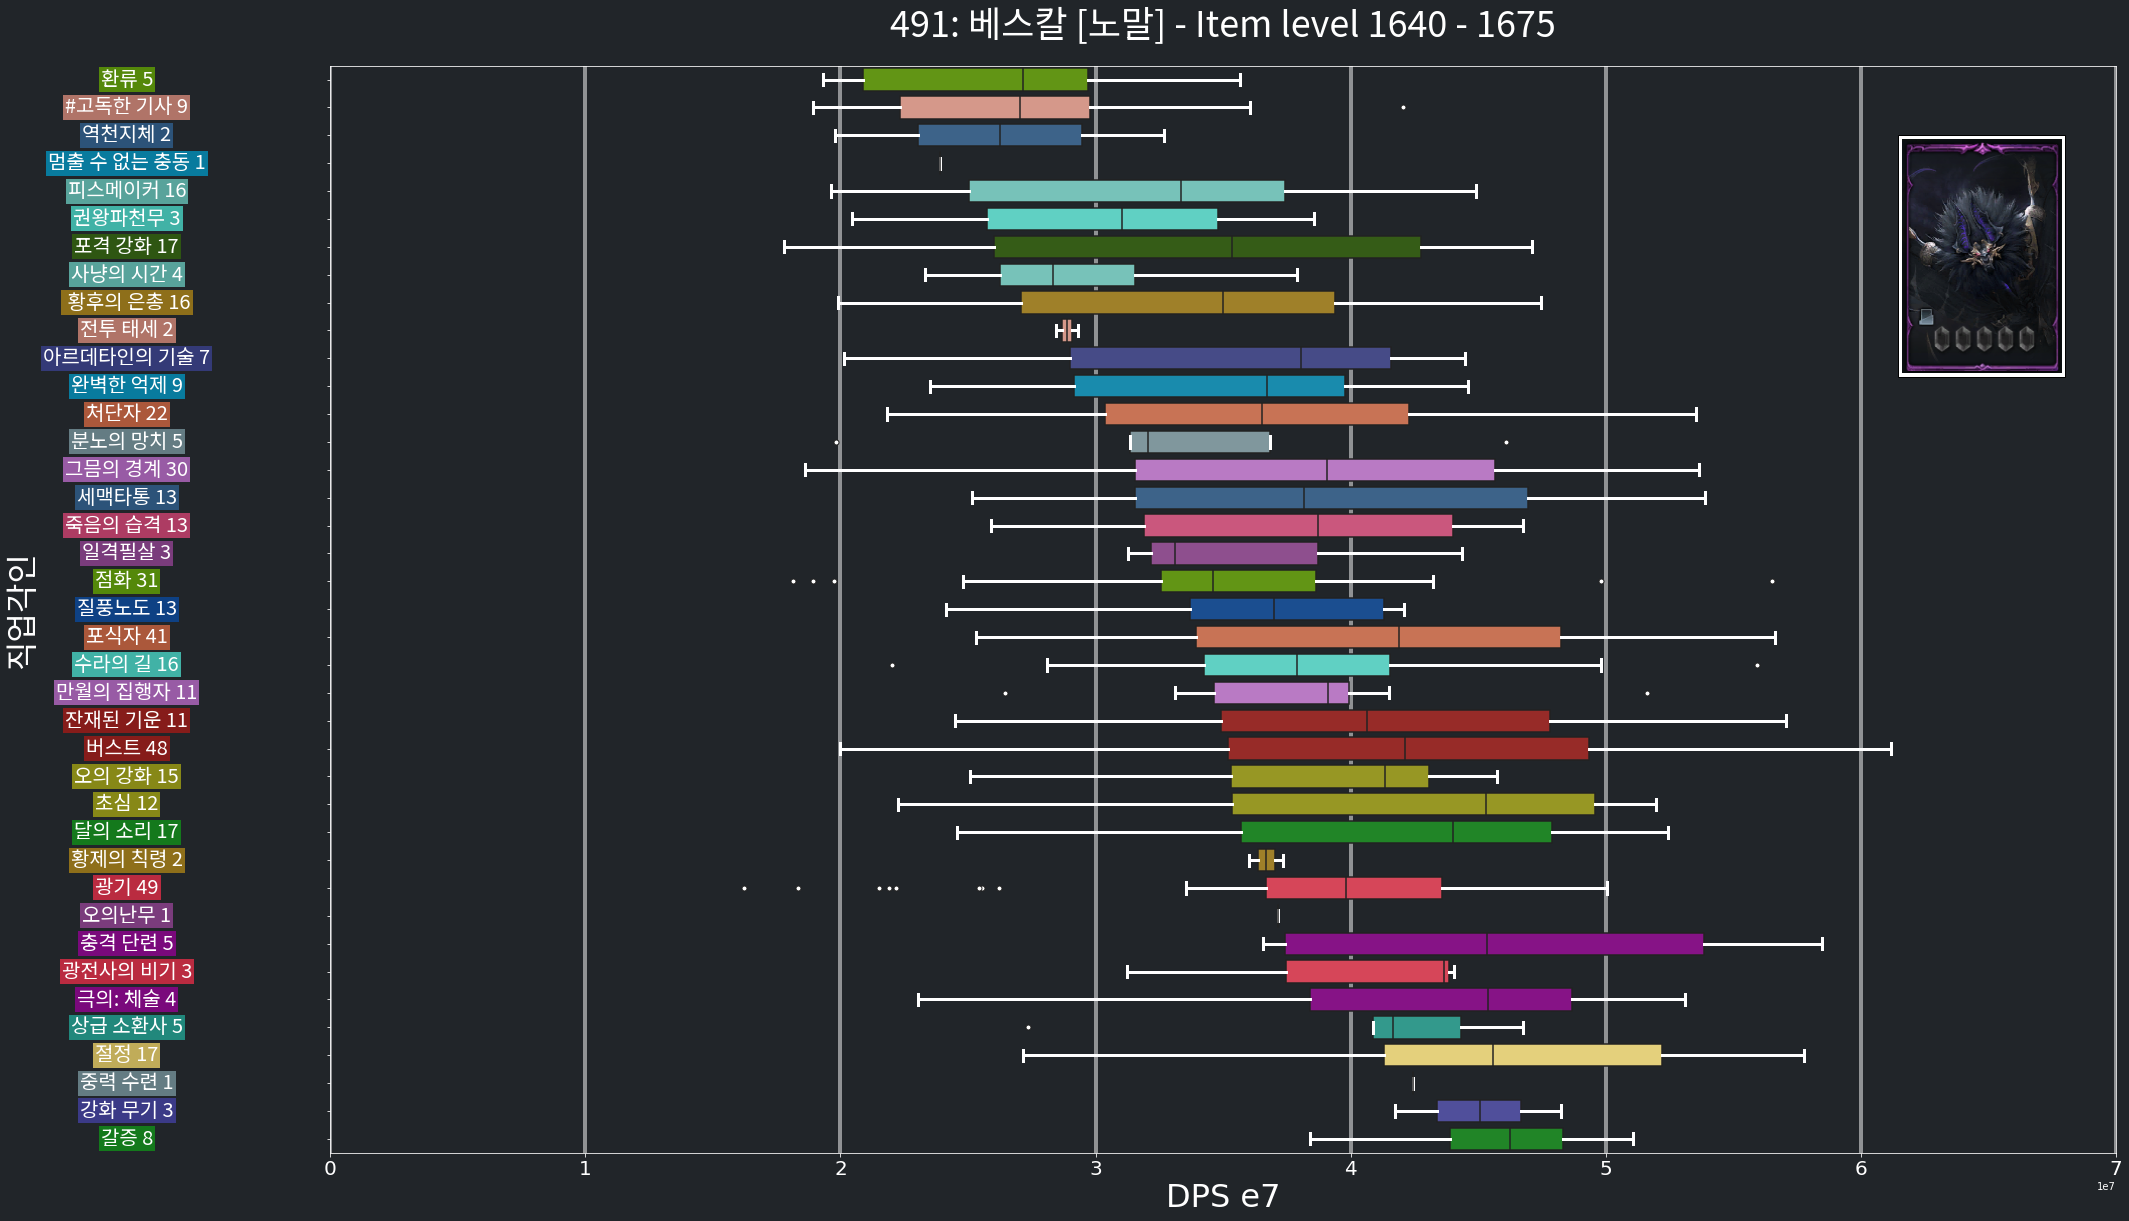 491: 베스칼 [노말] - Item level 1640 - 1675
환류 5
#고독한 기사 9
역천지체 2
멈출 수 없는 충동 1
피스메이커 16
권왕파천무 3
포격 강화 17
사냥의 시간 4
황후의 은총 16
전투 태세 2
아르데타인의 기술 7
완벽한 억제 9
처단자 22
분노의 망치 5
그믐의 경계 30
세맥타통 13
죽음의 습격 13
일격필살 3
점화 31
질풍노도 13
포식자 41
수라의 길 16
만월의 집행자 11
잔재된 기운 11
버스트 48
오의 강화 15
초심 12
달의 소리 17
황제의 칙령 2
광기 49
오의난무 1
충격 단련 5
광전사의 비기 3
극의: 체술 4
상급 소환사 5
절정 17
중력 수련 1
강화 무기 3
갈증 8
직업각인
0 1 2 3 4 5 6 7
1e7
DPS e7